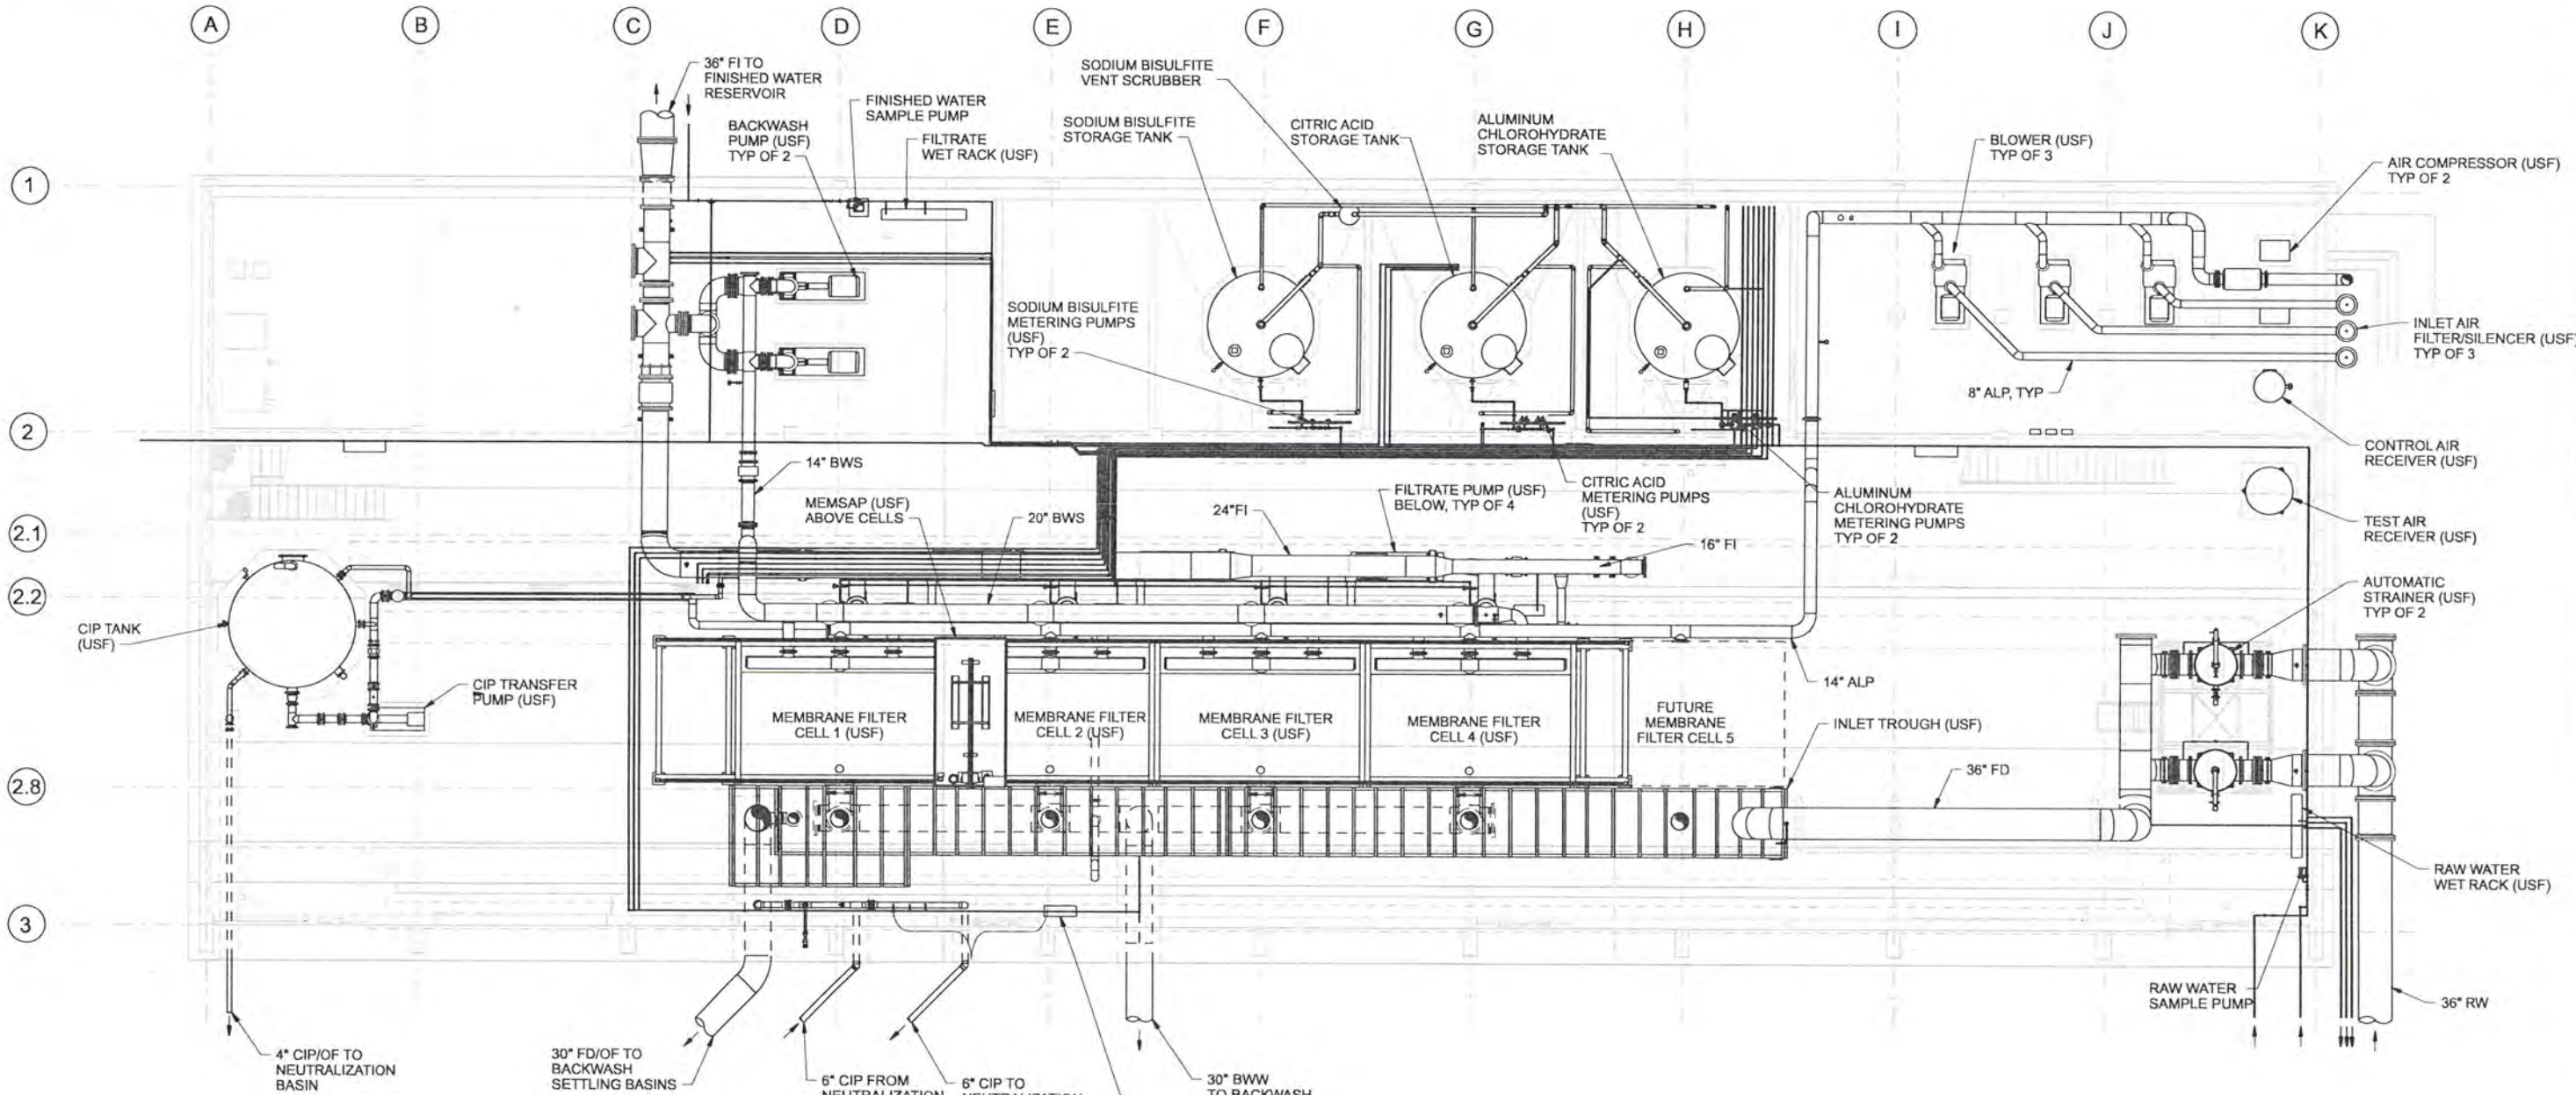 A
B
C
D
E
F
G
H
I
J
K
1
2
2.1
2.2
2.8
3
36" FI TO
FINISHED WATER
RESERVOIR
BACKWASH
PUMP (USF)
TYP OF 2
FINISHED WATER
SAMPLE PUMP
FILTRATE
WET RACK (USF)
SODIUM BISULFITE
VENT SCRUBBER
SODIUM BISULFITE
STORAGE TANK
CITRIC ACID
STORAGE TANK
ALUMINUM
CHLOROHYDRATE
STORAGE TANK
BLOWER (USF)
TYP OF 3
AIR COMPRESSOR (USF)
TYP OF 2
SODIUM BISULFITE
METERING PUMPS
(USF)
TYP OF 2
INLET AIR
FILTER/SILENCER (USF)
TYP OF 3
8" ALP, TYP
CONTROL AIR
RECEIVER (USF)
14" BWS
MEMSAP (USF)
ABOVE CELLS
20" BWS
24"FI
FILTRATE PUMP (USF)
BELOW, TYP OF 4
CITRIC ACID
METERING PUMPS
(USF)
TYP OF 2
16" FI
ALUMINUM
CHLOROHYDRATE
METERING PUMPS
TYP OF 2
TEST AIR
RECEIVER (USF)
AUTOMATIC
STRAINER (USF)
TYP OF 2
CIP TANK
(USF)
CIP TRANSFER
PUMP (USF)
14" ALP
MEMBRANE FILTER
CELL 1 (USF)
MEMBRANE FILTER
CELL 2 (USF)
MEMBRANE FILTER
CELL 3 (USF)
MEMBRANE FILTER
CELL 4 (USF)
FUTURE
MEMBRANE
FILTER CELL 5
INLET TROUGH (USF)
36" FD
RAW WATER
WET RACK (USF)
RAW WATER
SAMPLE PUMP
36" RW
4" CIP/OF TO
NEUTRALIZATION
BASIN
30" FD/OF TO
BACKWASH
SETTLING BASINS
6" CIP FROM
NEUTRALIZATION
6" CIP TO
NEUTRALIZATION
30" BWW
TO BACKWASH